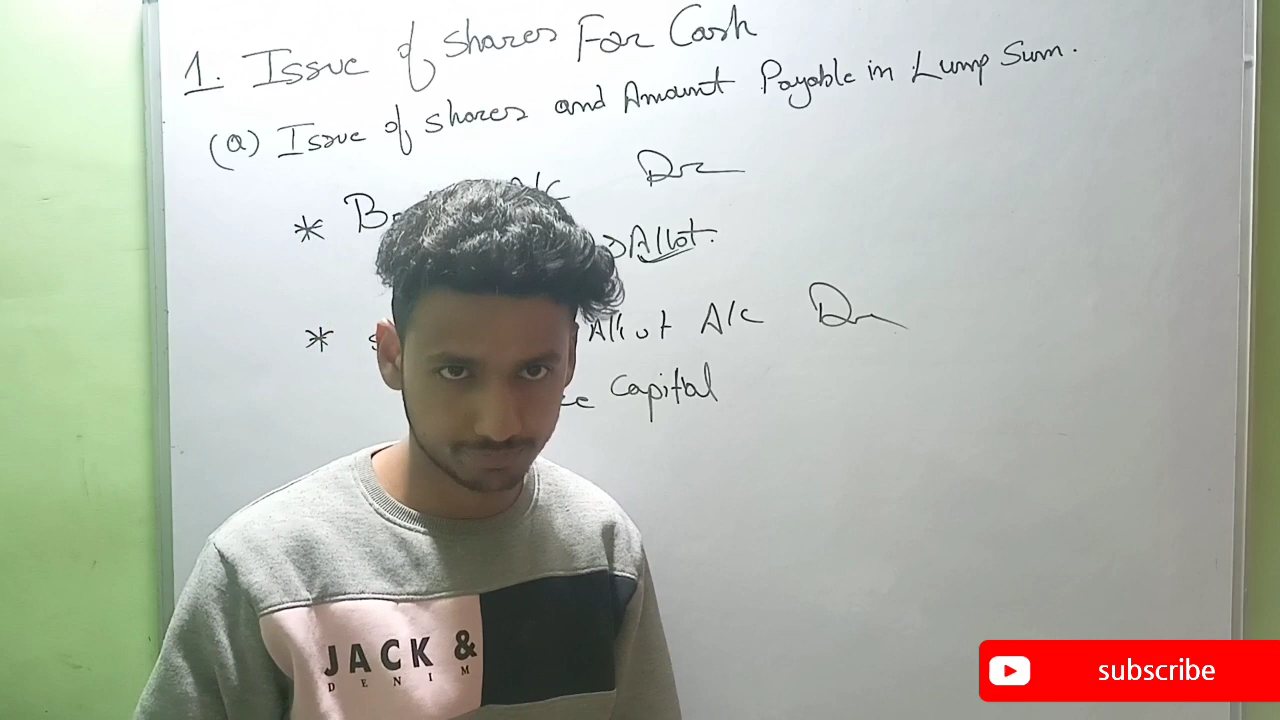 1. Issue of shares For Cash
(a) Issue of shares and Amount Payable in Lump Sum.
* A/c Dr
Allot.
* Allot A/c Dr
Capital
JACK &
DENIM
subscribe